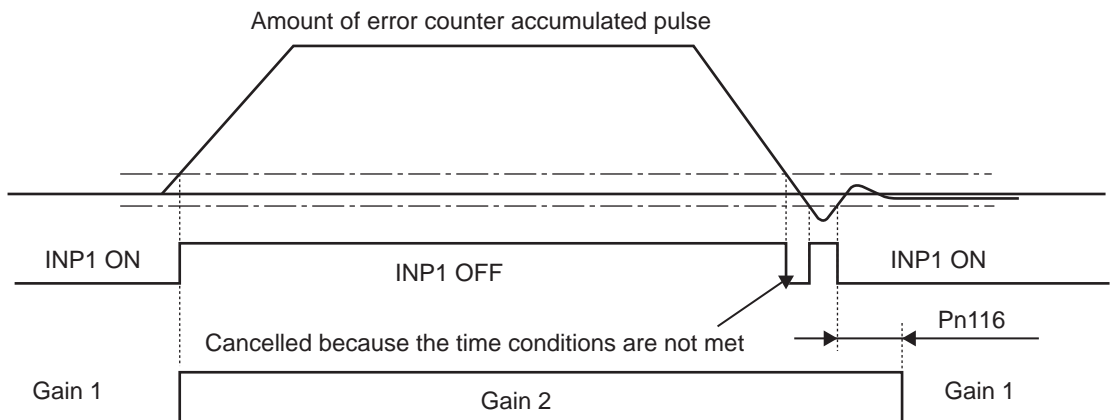 Amount of error counter accumulated pulse
INP1 ON
INP1 OFF
INP1 ON
Pn116
Cancelled because the time conditions are not met
Gain 1
Gain 2
Gain 1